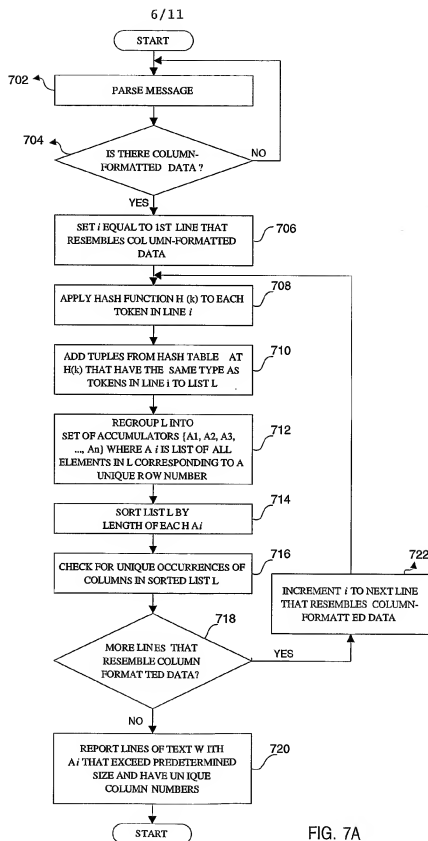 6/11
START
702
PARSE MESSAGE
704
IS THERE COLUMN-
FORMATTED DATA ?
NO
YES
SET i EQUAL TO 1ST LINE THAT
RESEMBLES COLUMN-FORMATTED
DATA
706
APPLY HASH FUNCTION H (k) TO EACH
TOKEN IN LINE i
708
ADD TUPLES FROM HASH TABLE AT
H(k) THAT HAVE THE SAME TYPE AS
TOKENS IN LINE i TO LIST L
710
REGROUP L INTO
SET OF ACCUMULATORS {A1, A2, A3,
..., An} WHERE A i IS LIST OF ALL
ELEMENTS IN L CORRESPONDING TO A
UNIQUE ROW NUMBER
712
SORT LIST L BY
LENGTH OF EACH Ai
714
CHECK FOR UNIQUE OCCURRENCES OF
COLUMNS IN SORTED LIST L
716
722
INCREMENT i TO NEXT LINE
THAT RESEMBLES COLUMN-
FORMATT ED DATA
718
MORE LINES THAT
RESEMBLE COLUMN
FORMAT TED DATA?
YES
NO
REPORT LINES OF TEXT W ITH
A i THAT EXCEED PREDETERMINED
SIZE AND HAVE UN IQUE
COLUMN NUMBERS
720
START
FIG. 7A